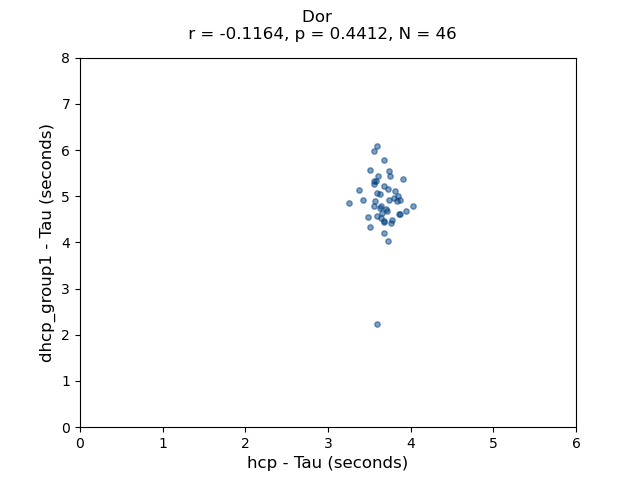 Dor
r = -0.1164, p = 0.4412, N = 46
8
7
6
5
4
3
2
1
0
dhcp_group1 - Tau (seconds)
0 1 2 3 4 5 6
hcp - Tau (seconds)